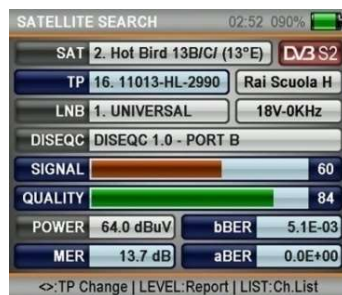 SATELLITE SEARCH 02:52 090%
SAT 2. Hot Bird 13B/C/ (13°E) DVB S2
TP 16. 11013-HL-2990 Rai Scuola H
LNB 1. UNIVERSAL 18V-0KHz
DISEQC DISEQC 1.0 - PORT B
SIGNAL 60
QUALITY 84
POWER 64.0 dBuV bBER 5.1E-03
MER 13.7 dB aBER 0.0E+00
<>:TP Change | LEVEL:Report | LIST:Ch.List